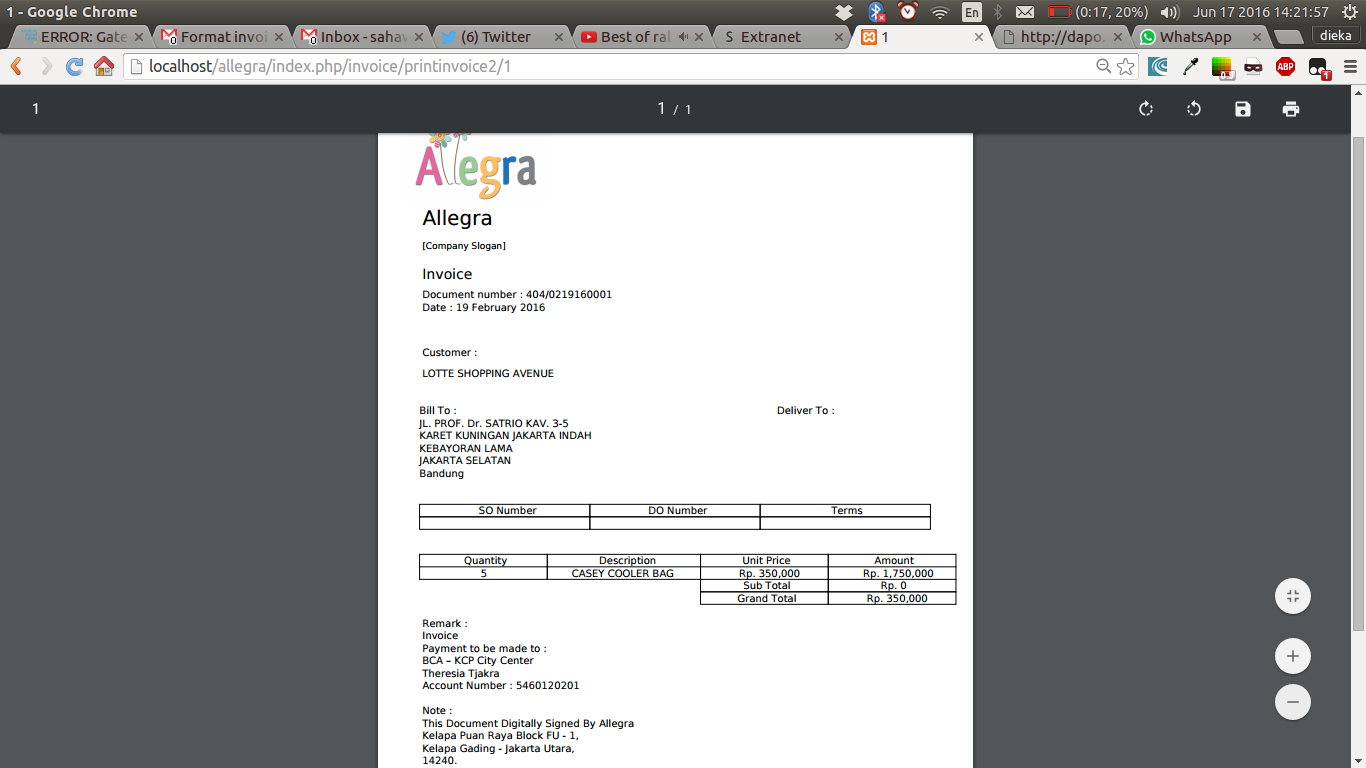 1 - Google Chrome
En
(0:17, 20%)
Jun 17 2016 14:21:57
ERROR: Gate
Format invoi
Inbox - sahav
(6) Twitter
Best of ral
S Extranet
1
http://dapo.
WhatsApp
dieka
localhost/allegra/index.php/invoice/printinvoice2/1
0.9
ABP
1
1
1 / 1
Allegra
Allegra
[Company Slogan]
Invoice
Document number : 404/0219160001
Date : 19 February 2016
Customer :
LOTTE SHOPPING AVENUE
Bill To :
Deliver To :
JL. PROF. Dr. SATRIO KAV. 3-5
KARET KUNINGAN JAKARTA INDAH
KEBAYORAN LAMA
JAKARTA SELATAN
Bandung
SO Number DO Number Terms
Quantity Description Unit Price Amount
5 CASEY COOLER BAG Rp. 350,000 Rp. 1,750,000
Sub Total Rp. 0
Grand Total Rp. 350,000
Remark :
Invoice
Payment to be made to :
BCA – KCP City Center
Theresia Tjakra
Account Number : 5460120201
Note :
This Document Digitally Signed By Allegra
Kelapa Puan Raya Block FU - 1,
Kelapa Gading - Jakarta Utara,
14240.